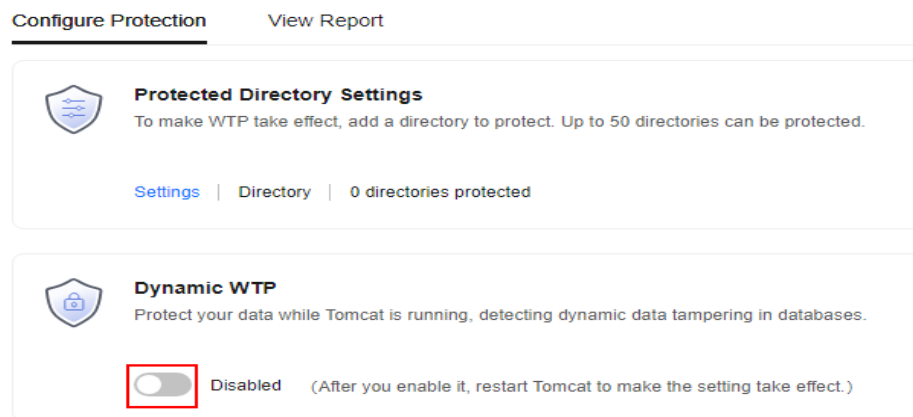 Configure Protection View Report
Protected Directory Settings
To make WTP take effect, add a directory to protect. Up to 50 directories can be protected.
Settings | Directory | 0 directories protected
Dynamic WTP
Protect your data while Tomcat is running, detecting dynamic data tampering in databases.
Disabled (After you enable it, restart Tomcat to make the setting take effect.)